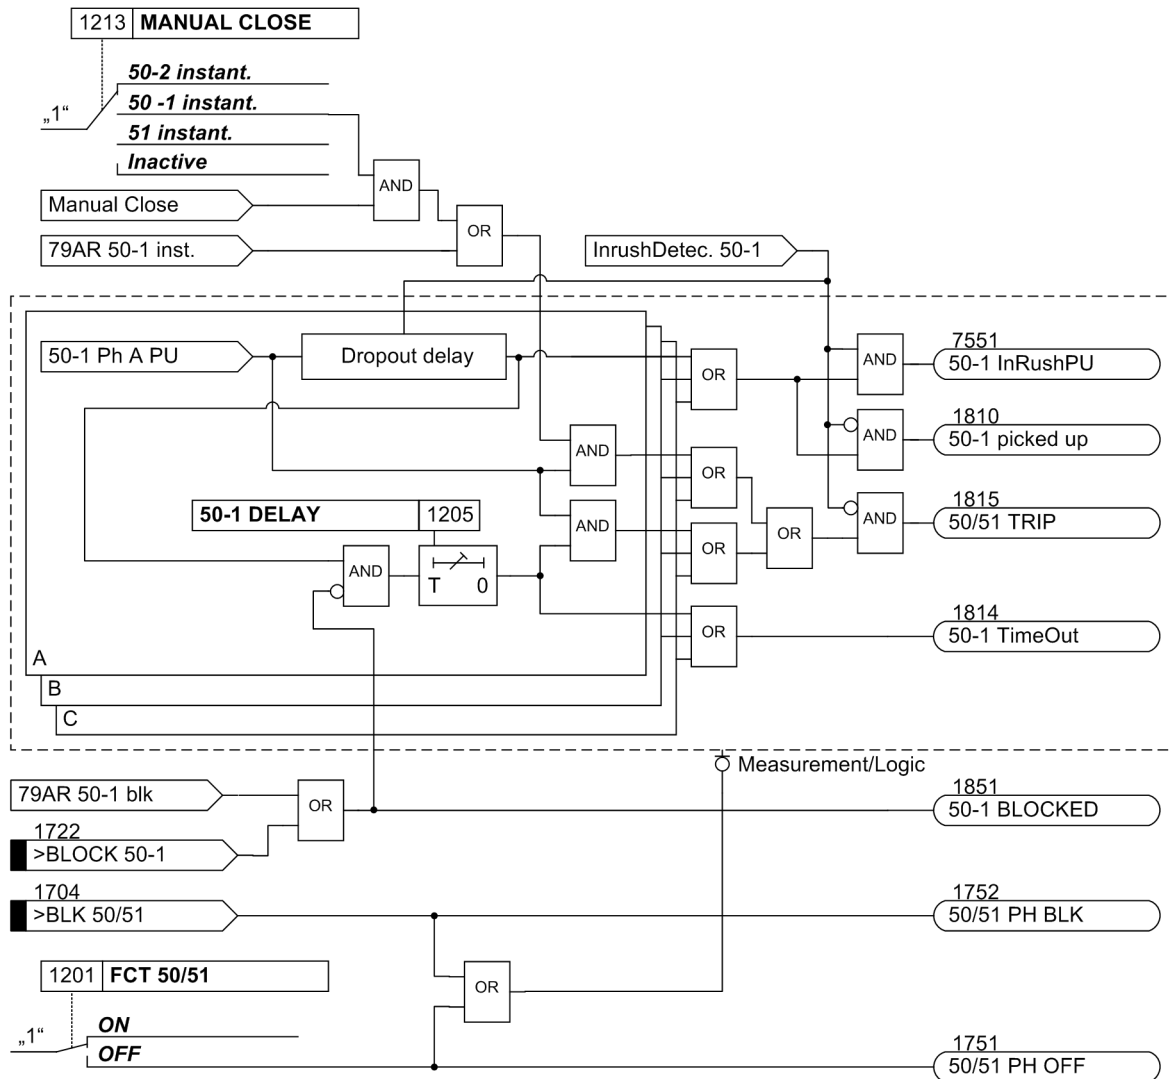 1213 MANUAL CLOSE
50-2 instant.
50 -1 instant.
„1“
51 instant.
Inactive
AND
Manual Close
OR
79AR 50-1 inst.
InrushDetec. 50-1
50-1 Ph A PU
Dropout delay
OR
AND
7551
50-1 InRushPU
1810
AND
50-1 picked up
AND
OR
50-1 DELAY 1205
AND
OR
OR
AND
1815
50/51 TRIP
AND
T 0
1814
OR
50-1 TimeOut
A
B
C
Measurement/Logic
79AR 50-1 blk
OR
1851
50-1 BLOCKED
1722
>BLOCK 50-1
1704
>BLK 50/51
1752
50/51 PH BLK
1201 FCT 50/51
OR
„1“
ON
OFF
1751
50/51 PH OFF